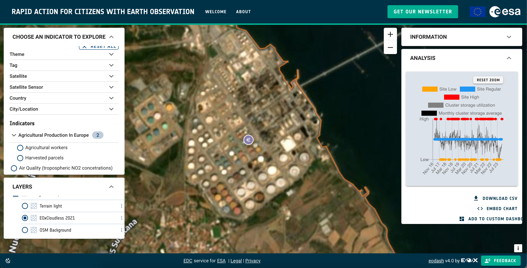 RAPID ACTION FOR CITIZENS WITH EARTH OBSERVATION
WELCOME
ABOUT
GET OUR NEWSLETTER
esa
CHOOSE AN INDICATOR TO EXPLORE
RESET ALL
Theme
Tag
Satellite
Satellite Sensor
Country
City/Location
Indicators
Agricultural Production in Europe 2
Agricultural workers
Harvested parcels
Air Quality (tropospheric NO2 concentrations)
LAYERS
Terrain light
EOxCloudless 2021
OSM Background
+
−
INFORMATION
ANALYSIS
RESET ZOOM
Site Low
Site Regular
Site High
Cluster storage utilization
Monthly cluster storage average
High
Low
DOWNLOAD CSV
EMBED CHART
ADD TO CUSTOM DASHBO
EDC service for ESA | Legal | Privacy
eodash v4.0 by EOX
FEEDBACK